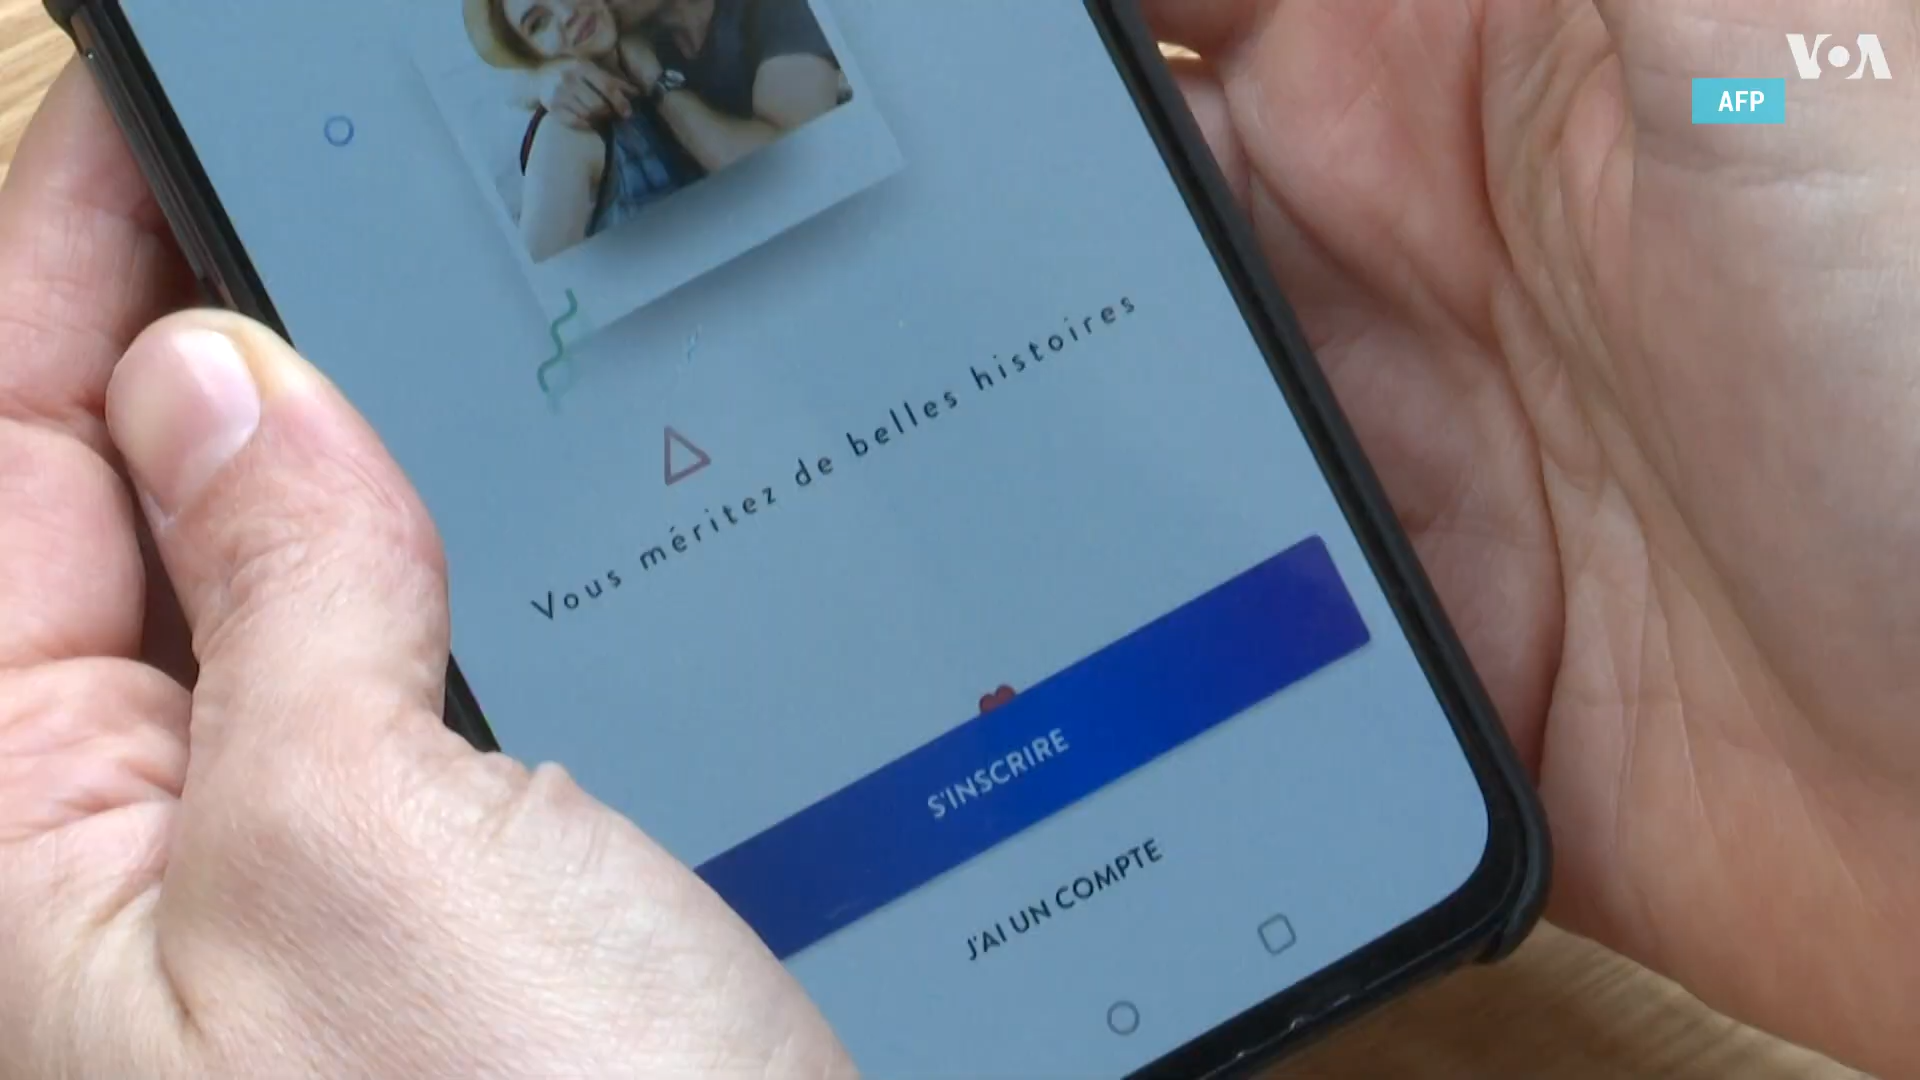 VOA
AFP
Vous méritez de belles histoires
S'INSCRIRE
J'AI UN COMPTE